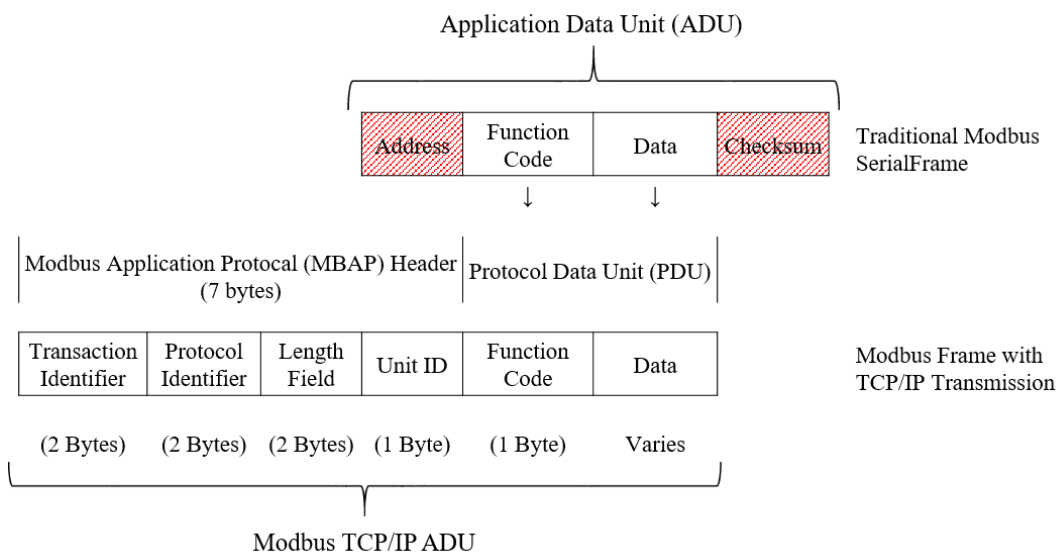 Application Data Unit (ADU)
Address
Function
Code
Data
Checksum
Traditional Modbus
SerialFrame
↓ ↓
Modbus Application Protocal (MBAP) Header
(7 bytes)
Protocol Data Unit (PDU)
Transaction
Identifier
Protocol
Identifier
Length
Field
Unit ID
Function
Code
Data
Modbus Frame with
TCP/IP Transmission
(2 Bytes) (2 Bytes) (2 Bytes) (1 Byte) (1 Byte) Varies
Modbus TCP/IP ADU